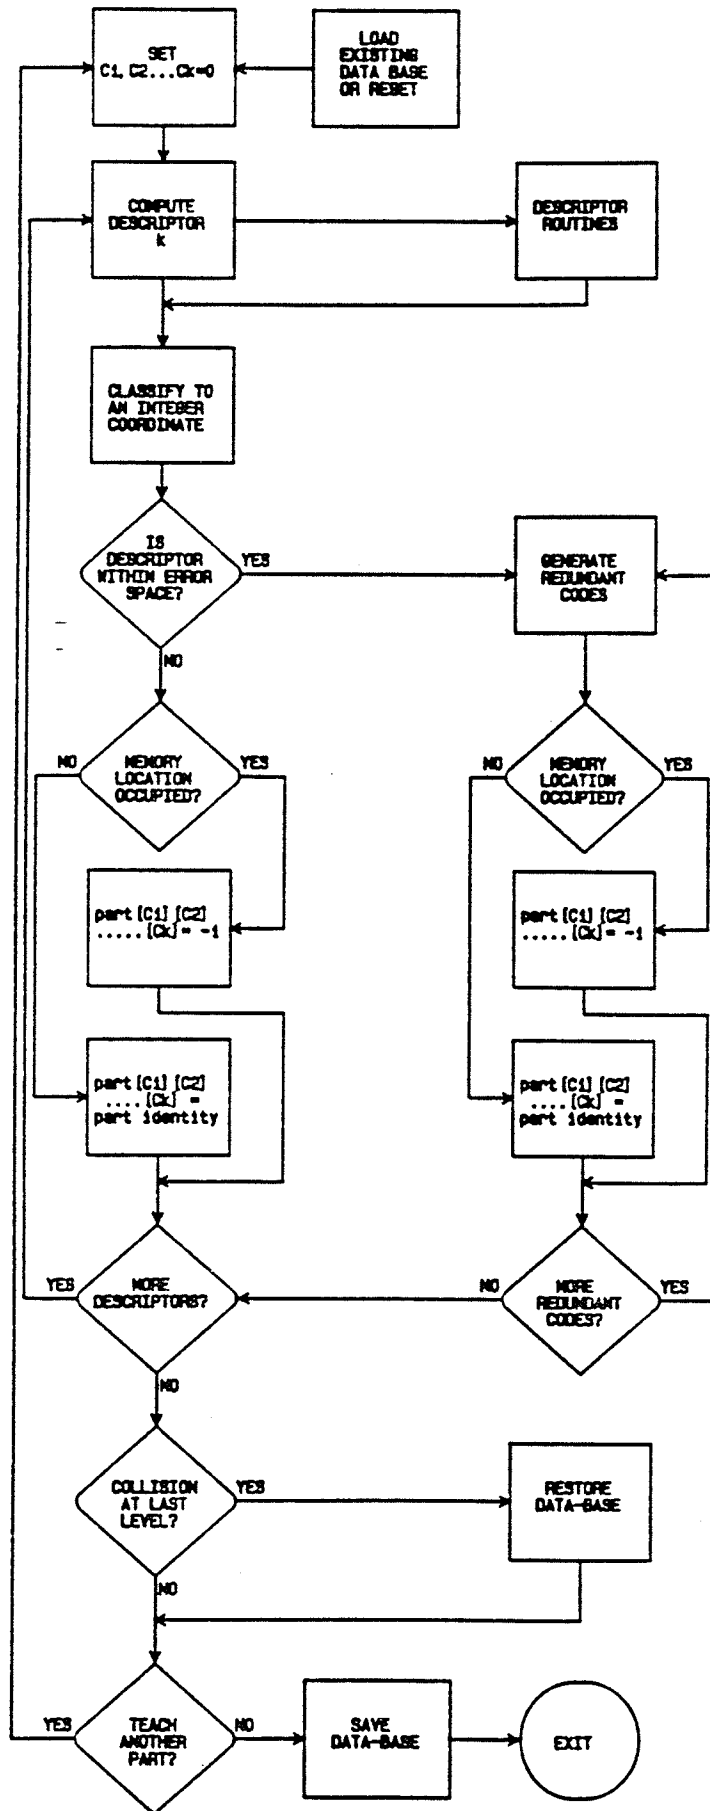 SET
C1, C2...Ck=0
LOAD
EXISTING
DATA BASE
OR RESET
COMPUTE
DESCRIPTOR
k
DESCRIPTOR
ROUTINES
CLASSIFY TO
AN INTEGER
COORDINATE
IS
DESCRIPTOR
WITHIN ERROR
SPACE?
YES
NO
GENERATE
REDUNDANT
CODES
NO
MEMORY
LOCATION
OCCUPIED?
YES
NO
MEMORY
LOCATION
OCCUPIED?
YES
part [C1] [C2]
..... [Ck] = -1
part [C1] [C2]
..... [Ck] = -1
part [C1] [C2]
.... [Ck] =
part identity
part [C1] [C2]
.... [Ck] =
part identity
YES
MORE
DESCRIPTORS?
NO
NO
MORE
REDUNDANT
CODES?
YES
COLLISION
AT LAST
LEVEL?
YES
NO
RESTORE
DATA-BASE
YES
TEACH
ANOTHER
PART?
NO
SAVE
DATA-BASE
EXIT